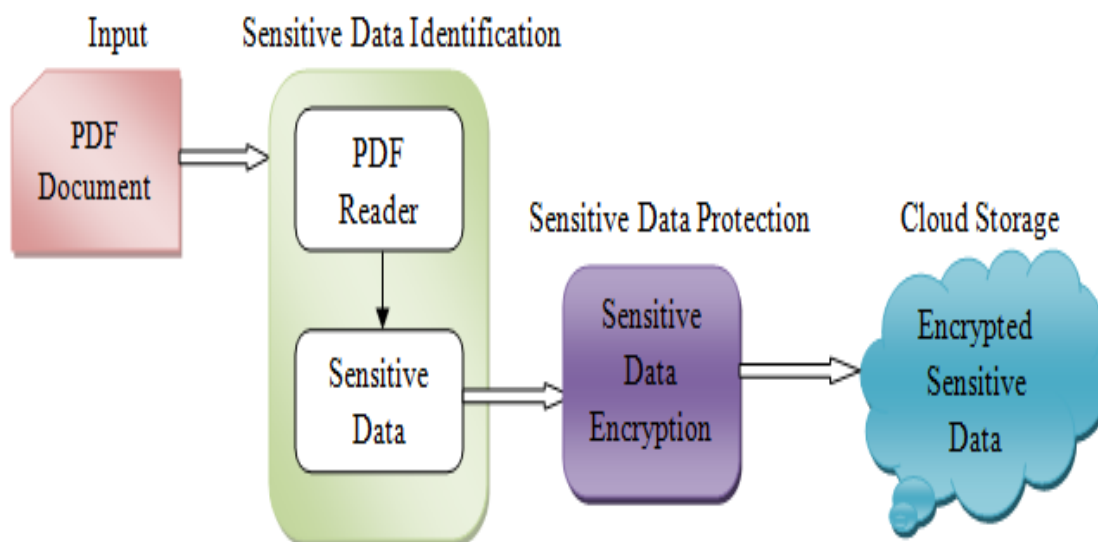 Input
PDF
Document
Sensitive Data Identification
PDF
Reader
Sensitive
Data
Sensitive Data Protection
Sensitive
Data
Encryption
Cloud Storage
Encrypted
Sensitive
Data